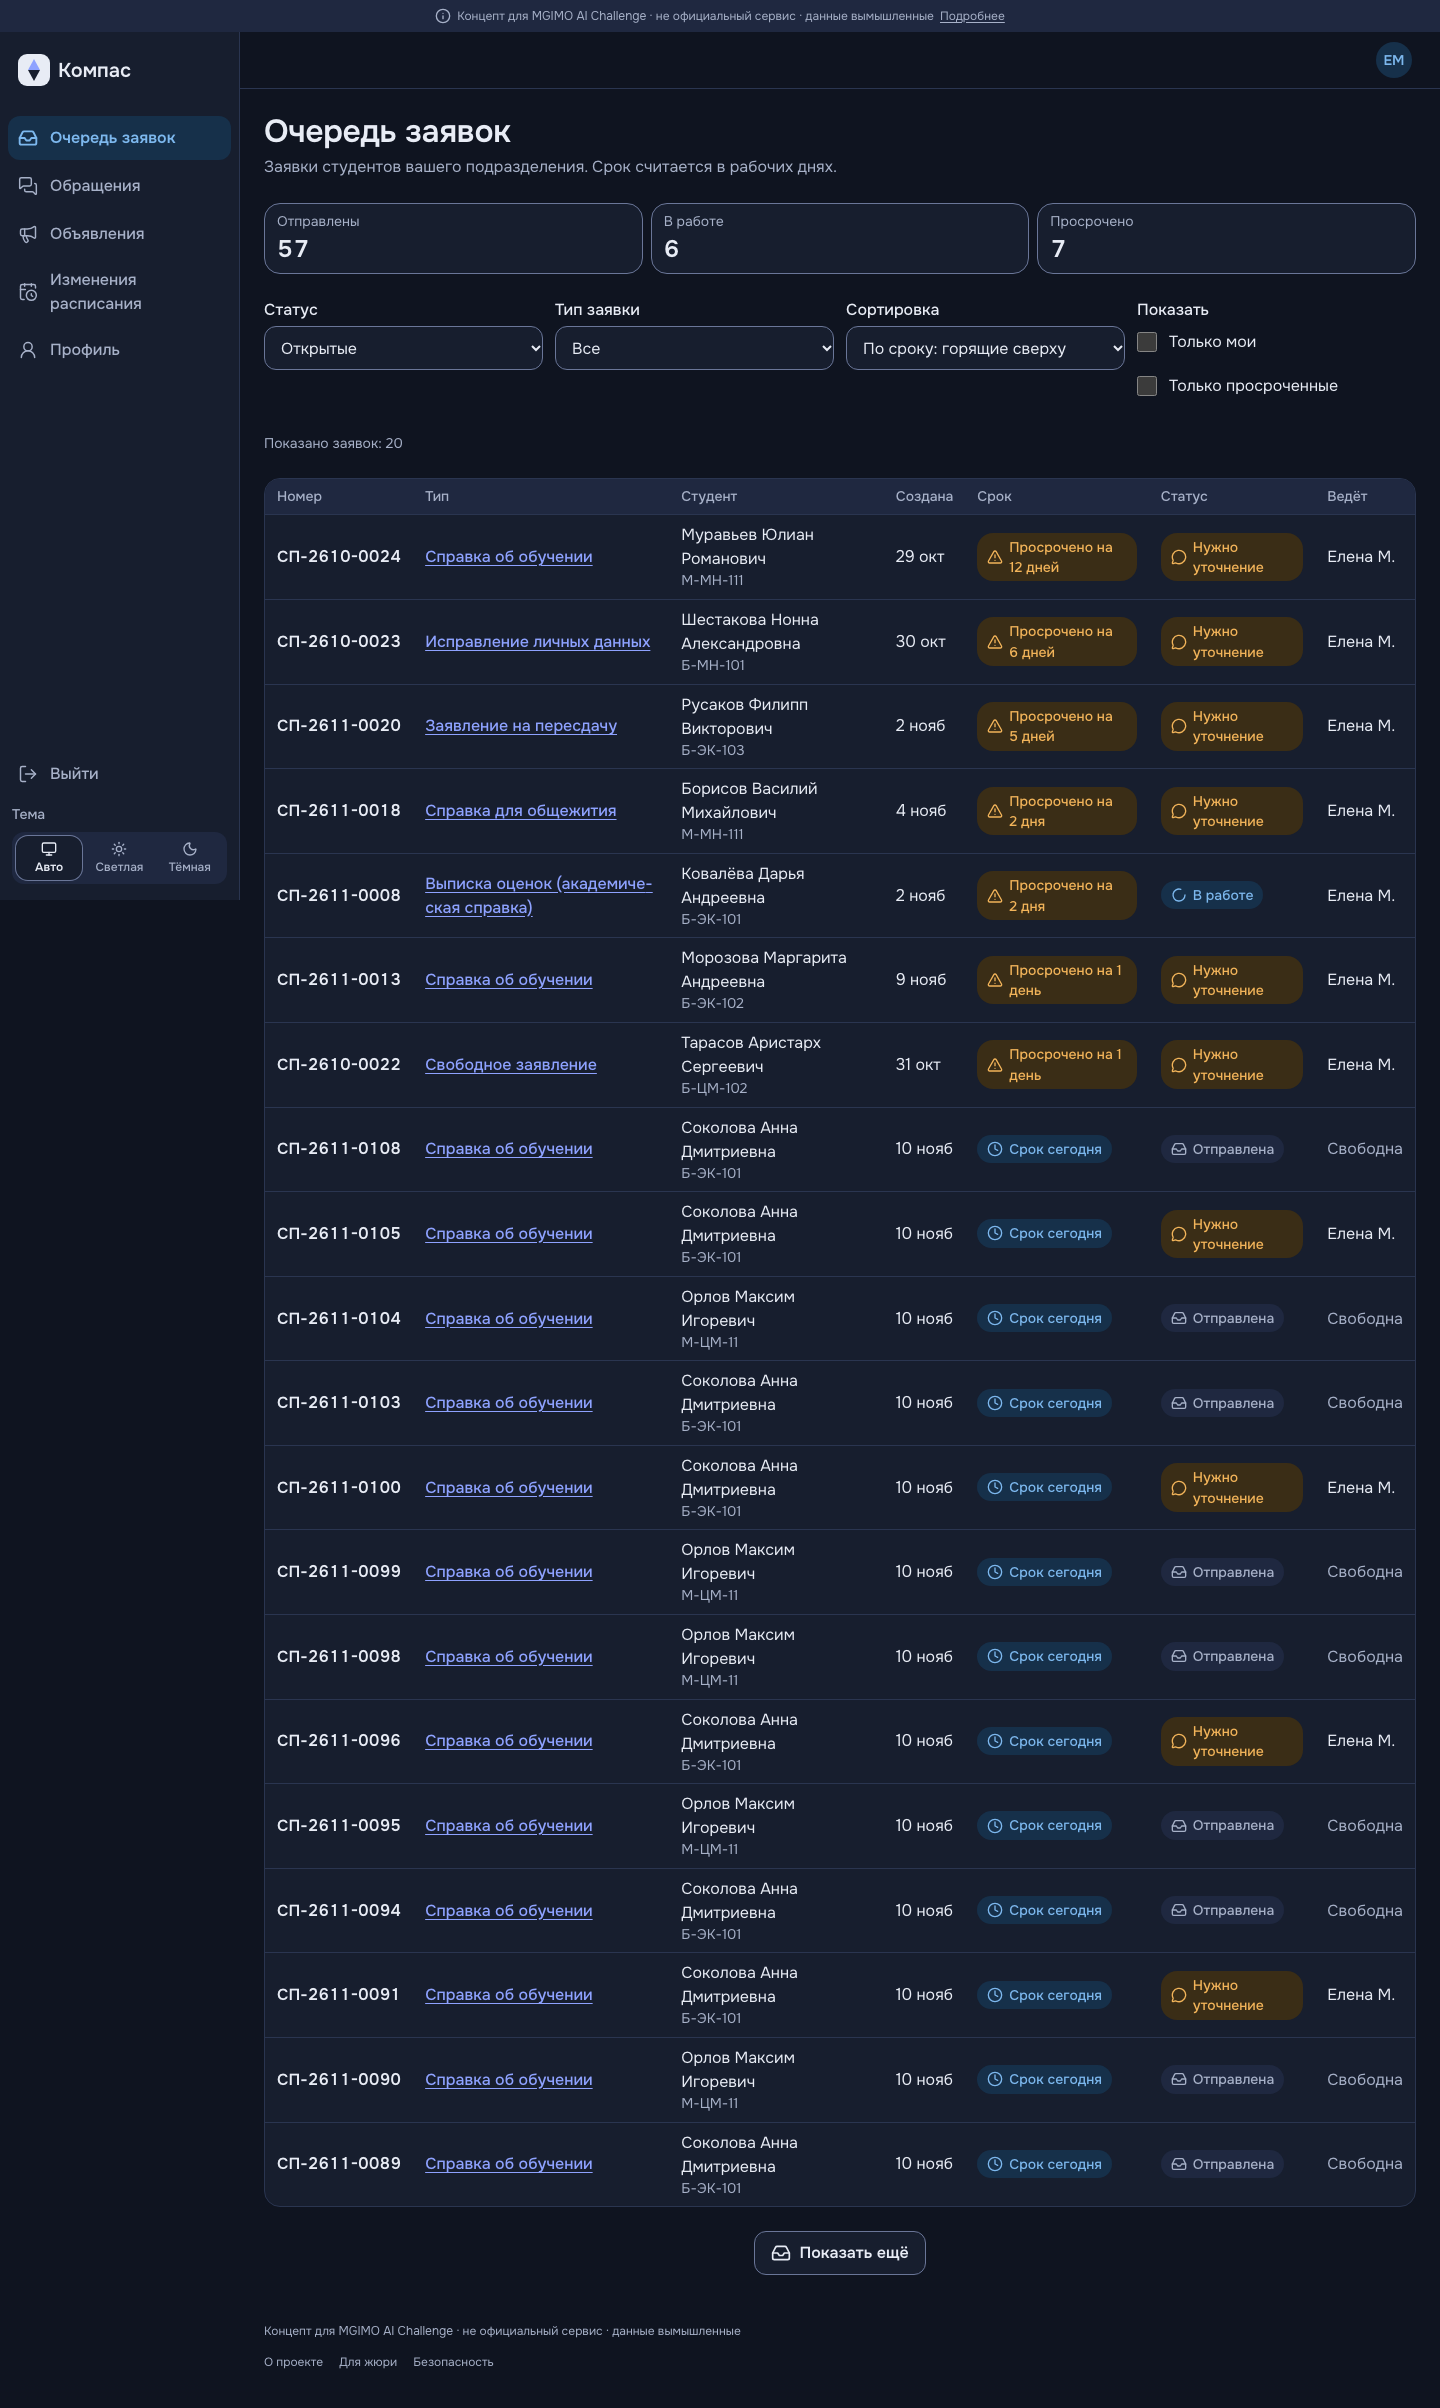 Концепт для MGIMO AI Challenge · не официальный сервис · данные вымышленные Подробнее
Компас
ЕМ
Очередь заявок
Обращения
Объявления
Изменения
расписания
Профиль
Выйти
Тема
Авто Светлая Тёмная
Очередь заявок
Заявки студентов вашего подразделения. Срок считается в рабочих днях.
Отправлены В работе Просрочено
57 6 7
Статус Тип заявки Сортировка Показать
Открытые Все По сроку: горящие сверху Только мои
Только просроченные
Показано заявок: 20
Номер Тип Студент Создана Срок Статус Ведёт
СП-2610-0024 Справка об обучении Муравьев Юлиан Романович М-МН-111 29 окт Просрочено на 12 дней Нужно уточнение Елена М.
СП-2610-0023 Исправление личных данных Шестакова Нонна Александровна Б-МН-101 30 окт Просрочено на 6 дней Нужно уточнение Елена М.
СП-2611-0020 Заявление на пересдачу Русаков Филипп Викторович Б-ЭК-103 2 нояб Просрочено на 5 дней Нужно уточнение Елена М.
СП-2611-0018 Справка для общежития Борисов Василий Михайлович М-МН-111 4 нояб Просрочено на 2 дня Нужно уточнение Елена М.
СП-2611-0008 Выписка оценок (академиче-ская справка) Ковалёва Дарья Андреевна Б-ЭК-101 2 нояб Просрочено на 2 дня В работе Елена М.
СП-2611-0013 Справка об обучении Морозова Маргарита Андреевна Б-ЭК-102 9 нояб Просрочено на 1 день Нужно уточнение Елена М.
СП-2610-0022 Свободное заявление Тарасов Аристарх Сергеевич Б-ЦМ-102 31 окт Просрочено на 1 день Нужно уточнение Елена М.
СП-2611-0108 Справка об обучении Соколова Анна Дмитриевна Б-ЭК-101 10 нояб Срок сегодня Отправлена Свободна
СП-2611-0105 Справка об обучении Соколова Анна Дмитриевна Б-ЭК-101 10 нояб Срок сегодня Нужно уточнение Елена М.
СП-2611-0104 Справка об обучении Орлов Максим Игоревич М-ЦМ-11 10 нояб Срок сегодня Отправлена Свободна
СП-2611-0103 Справка об обучении Соколова Анна Дмитриевна Б-ЭК-101 10 нояб Срок сегодня Отправлена Свободна
СП-2611-0100 Справка об обучении Соколова Анна Дмитриевна Б-ЭК-101 10 нояб Срок сегодня Нужно уточнение Елена М.
СП-2611-0099 Справка об обучении Орлов Максим Игоревич М-ЦМ-11 10 нояб Срок сегодня Отправлена Свободна
СП-2611-0098 Справка об обучении Орлов Максим Игоревич М-ЦМ-11 10 нояб Срок сегодня Отправлена Свободна
СП-2611-0096 Справка об обучении Соколова Анна Дмитриевна Б-ЭК-101 10 нояб Срок сегодня Нужно уточнение Елена М.
СП-2611-0095 Справка об обучении Орлов Максим Игоревич М-ЦМ-11 10 нояб Срок сегодня Отправлена Свободна
СП-2611-0094 Справка об обучении Соколова Анна Дмитриевна Б-ЭК-101 10 нояб Срок сегодня Отправлена Свободна
СП-2611-0091 Справка об обучении Соколова Анна Дмитриевна Б-ЭК-101 10 нояб Срок сегодня Нужно уточнение Елена М.
СП-2611-0090 Справка об обучении Орлов Максим Игоревич М-ЦМ-11 10 нояб Срок сегодня Отправлена Свободна
СП-2611-0089 Справка об обучении Соколова Анна Дмитриевна Б-ЭК-101 10 нояб Срок сегодня Отправлена Свободна
Показать ещё
Концепт для MGIMO AI Challenge · не официальный сервис · данные вымышленные
О проекте Для жюри Безопасность